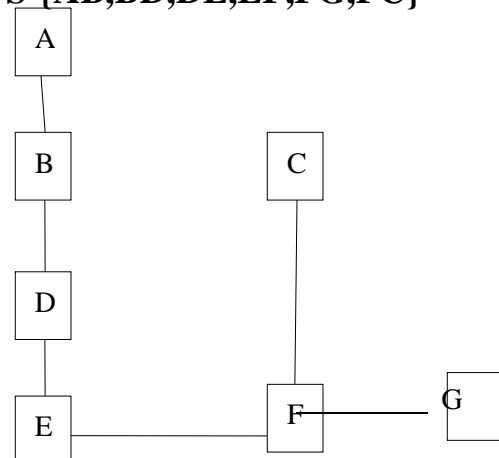 S {AB,BD,DE,EF,FG,FC}
A
B C
D
E F G